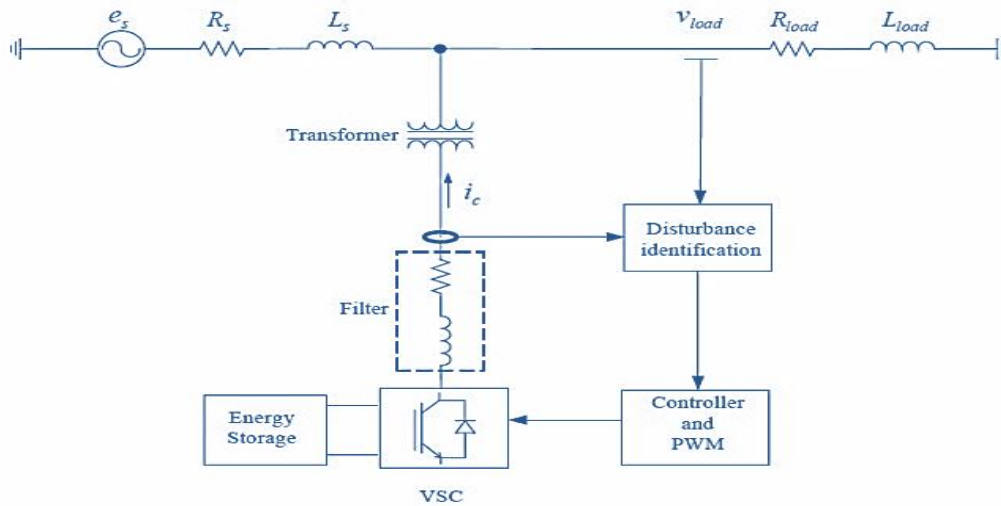 e_s
R_s
L_s
v_load
R_load
L_load
Transformer
i_c
Disturbance
identification
Filter
Energy
Storage
Controller
and
PWM
VSC